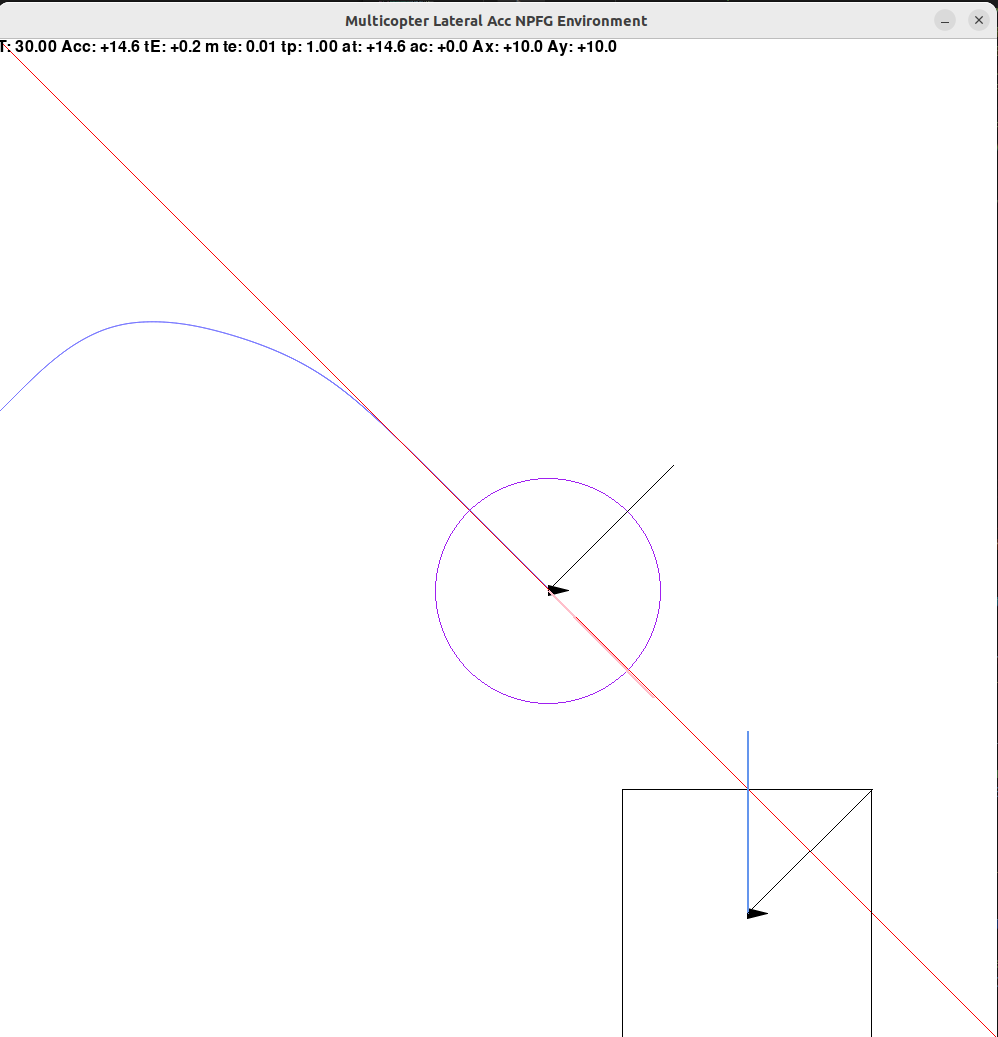 Multicopter Lateral Acc NPFG Environment
T: 30.00 Acc: +14.6 tE: +0.2 m te: 0.01 tp: 1.00 at: +14.6 ac: +0.0 Ax: +10.0 Ay: +10.0